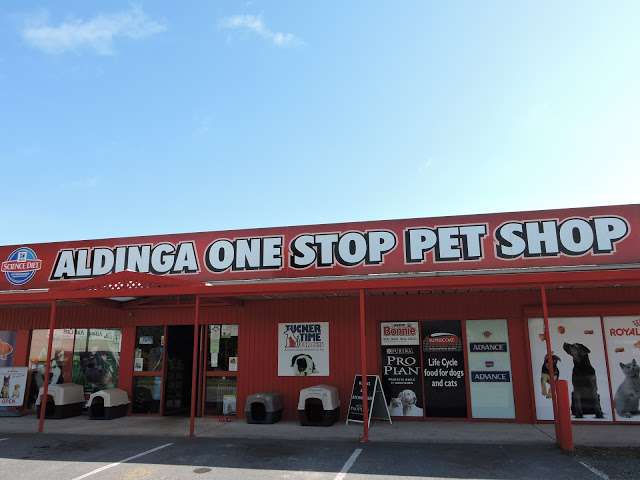 SCIENCE DIET
ALDINGA ONE STOP PET SHOP
TUCKER
TIME
Bonnie
PRO
PLAN
Life Cycle
food for dogs
and cats
ADVANCE
ADVANCE
ROYAL
OPEN